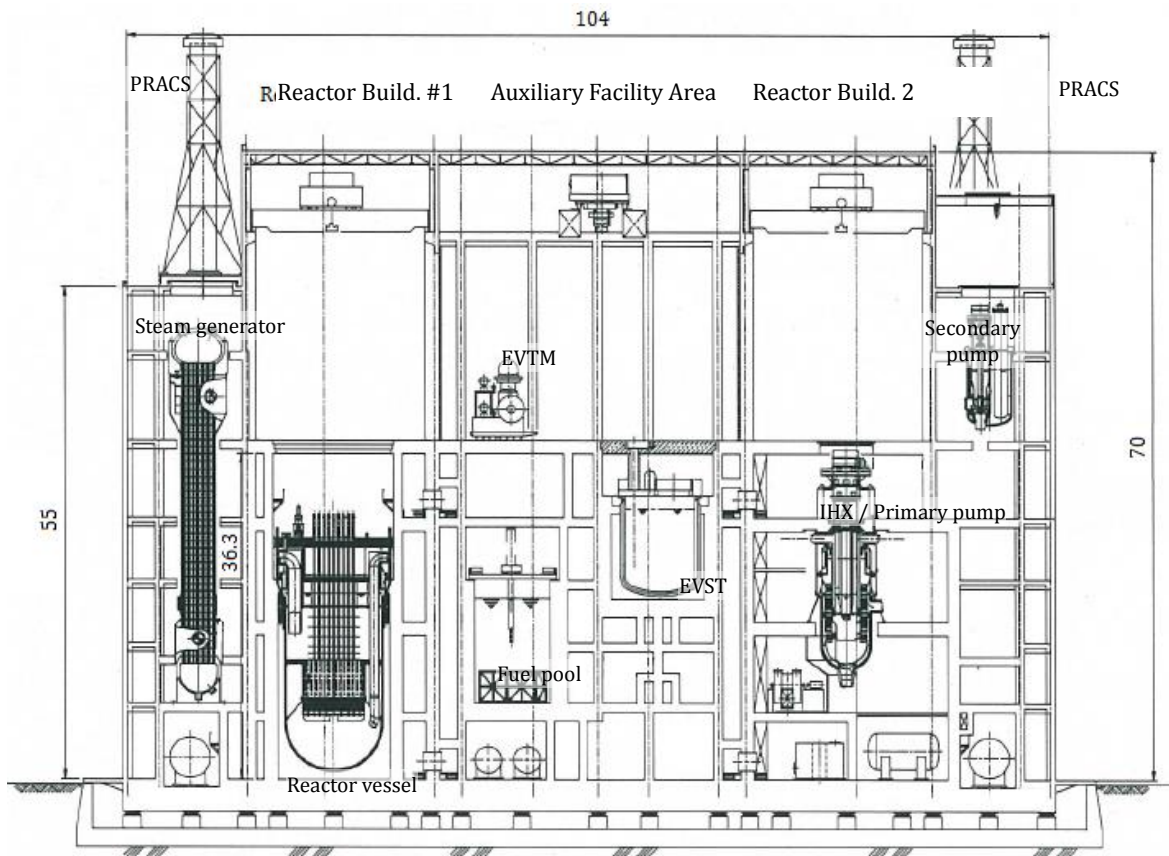 104
PRACS
Reactor Build. #1
Auxiliary Facility Area
Reactor Build. 2
PRACS
Steam generator
EVTM
Secondary
pump
70
55
36.3
IHX / Primary pump
EVST
Fuel pool
Reactor vessel